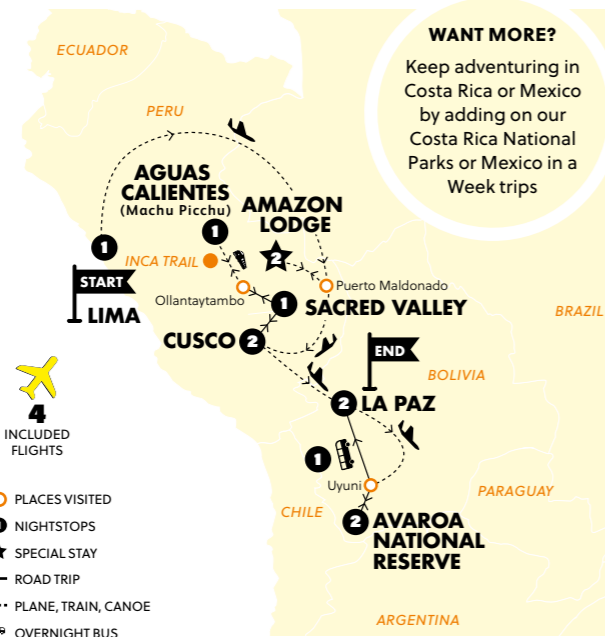 WANT MORE?
Keep adventuring in
Costa Rica or Mexico
by adding on our
Costa Rica National
Parks or Mexico in a
Week trips
ECUADOR
PERU
AGUAS
CALIENTES
(Machu Picchu)
1
AMAZON
LODGE
2
1
INCA TRAIL
START
LIMA
Ollantaytambo
Puerto Maldonado
1
SACRED VALLEY
BRAZIL
CUSCO
2
END
BOLIVIA
2
LA PAZ
4
INCLUDED
FLIGHTS
1
Uyuni
PARAGUAY
CHILE
2
AVAROA
NATIONAL
RESERVE
ARGENTINA
PLACES VISITED
NIGHTSTOPS
SPECIAL STAY
ROAD TRIP
PLANE, TRAIN, CANOE
OVERNIGHT BUS